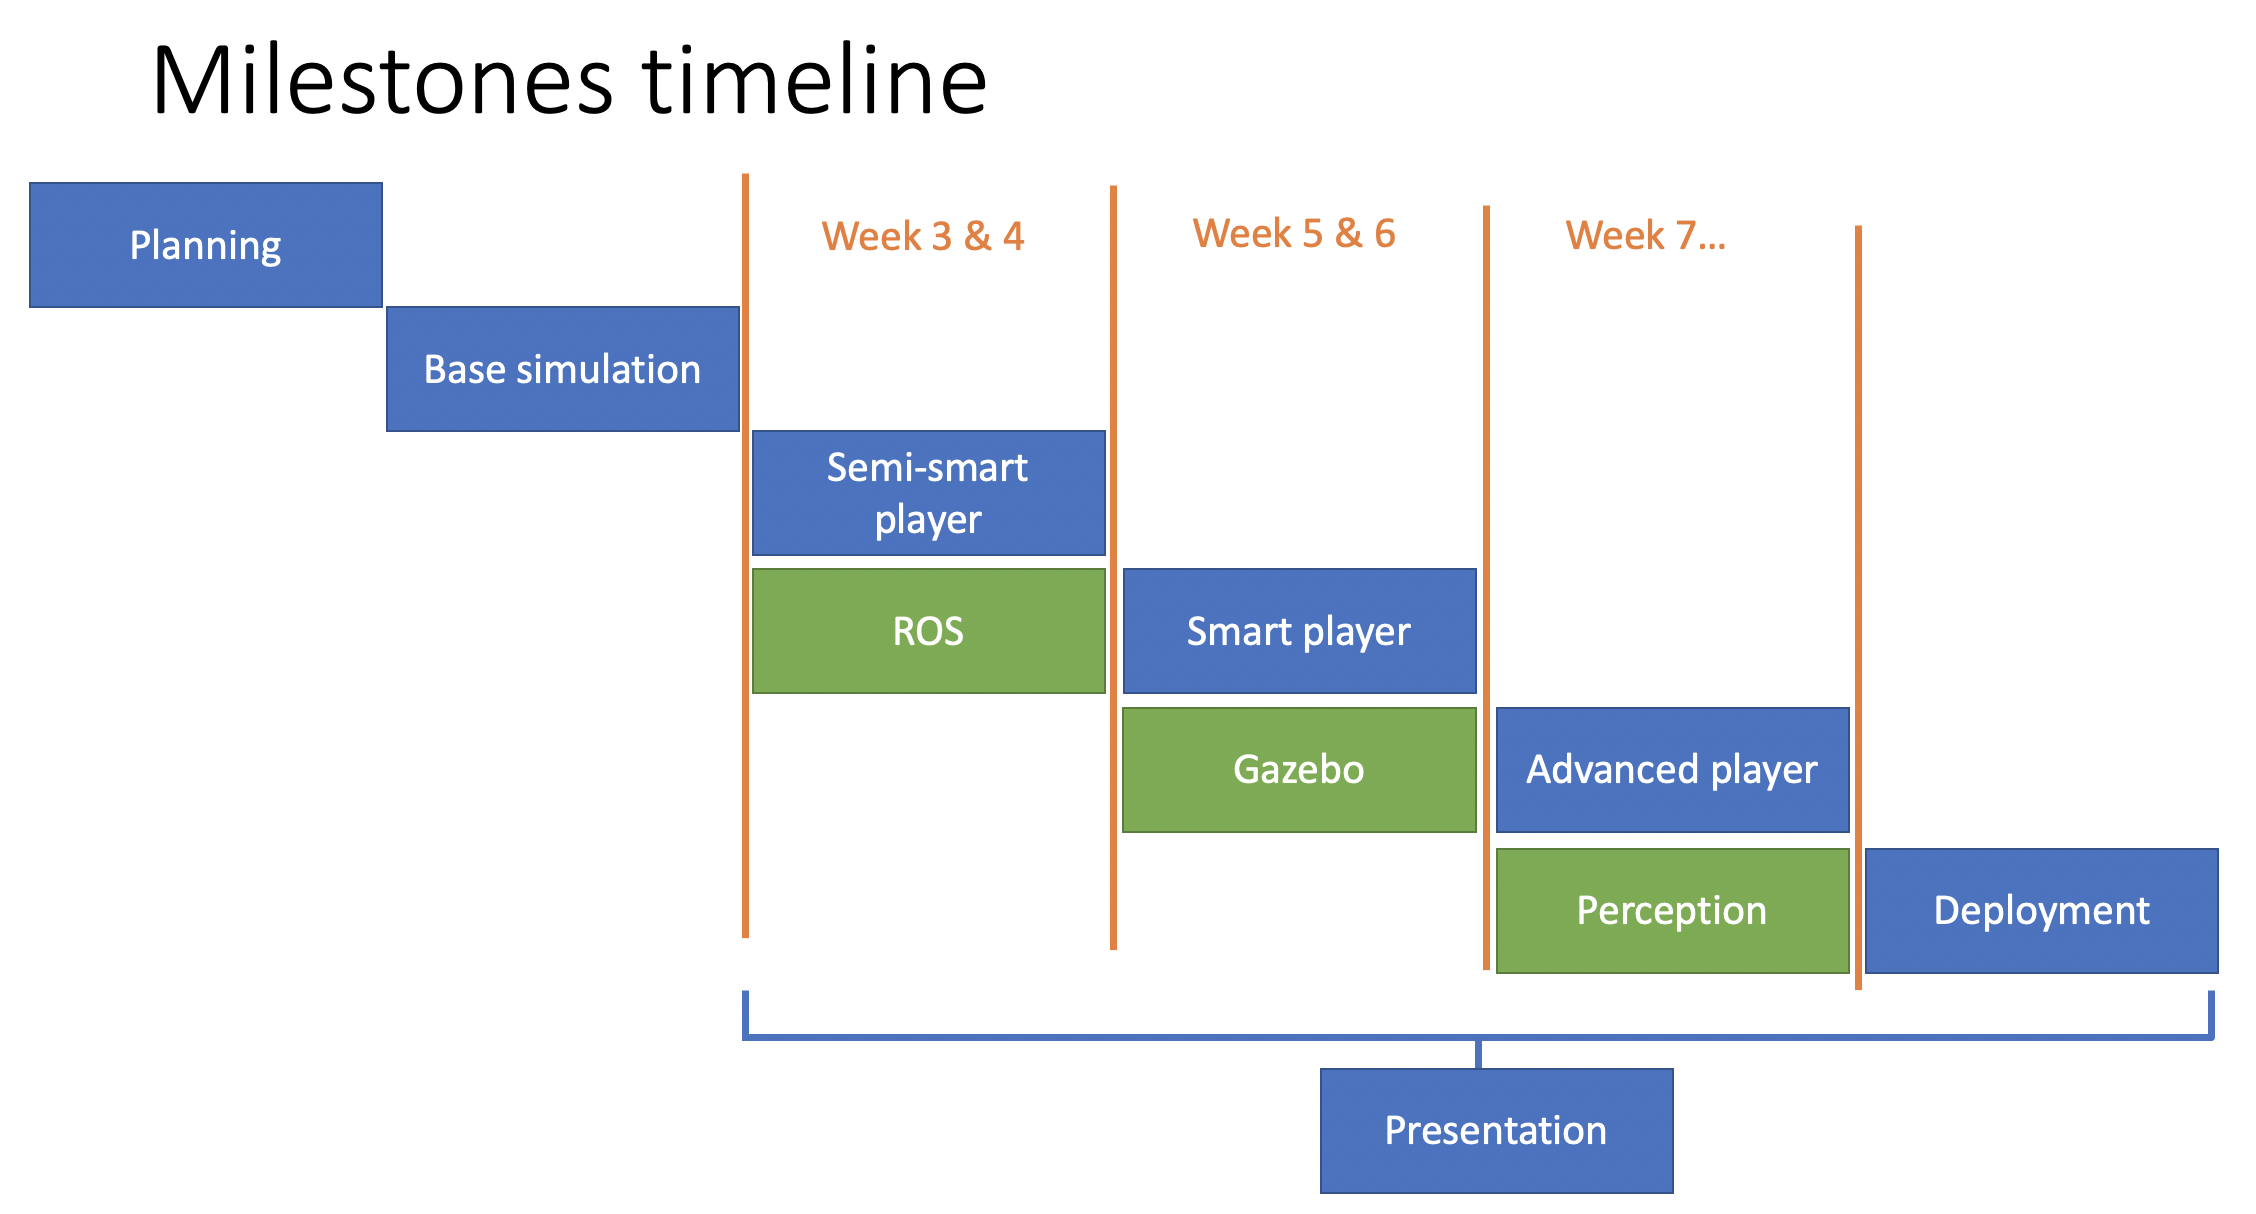 Milestones timeline
Planning
Week 3 & 4
Week 5 & 6
Week 7...
Base simulation
Semi-smart
player
ROS
Smart player
Gazebo
Advanced player
Perception
Deployment
Presentation